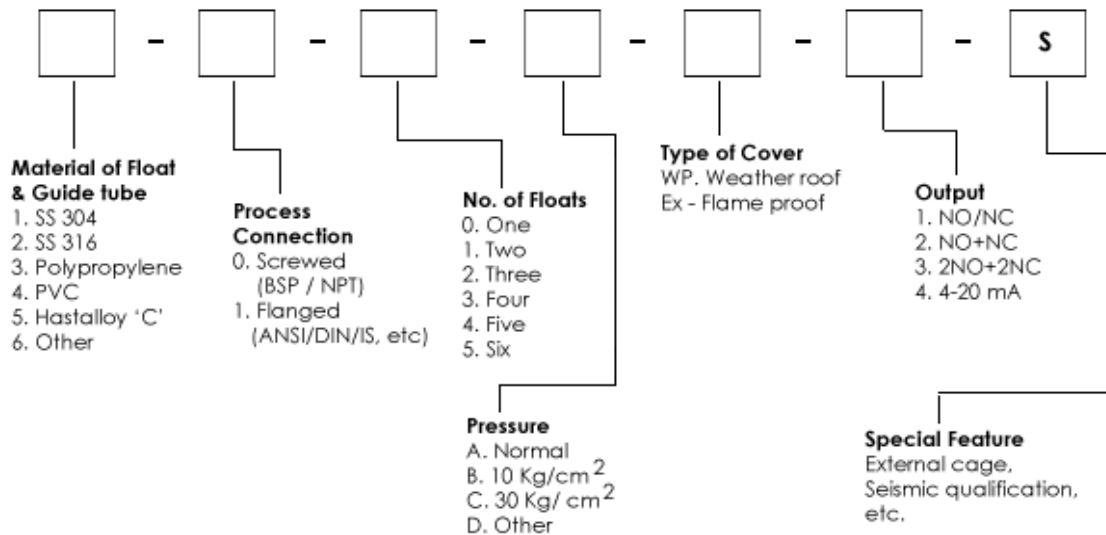 - - - - - - S
Material of Float
& Guide tube
1. SS 304
2. SS 316
3. Polypropylene
4. PVC
5. Hastalloy ‘C’
6. Other
Process
Connection
0. Screwed
(BSP / NPT)
1. Flanged
(ANSI/DIN/IS, etc)
No. of Floats
0. One
1. Two
2. Three
3. Four
4. Five
5. Six
Pressure
A. Normal
B. 10 Kg/cm²
C. 30 Kg/ cm²
D. Other
Type of Cover
WP. Weather roof
Ex - Flame proof
Output
1. NO/NC
2. NO+NC
3. 2NO+2NC
4. 4-20 mA
Special Feature
External cage,
Seismic qualification,
etc.